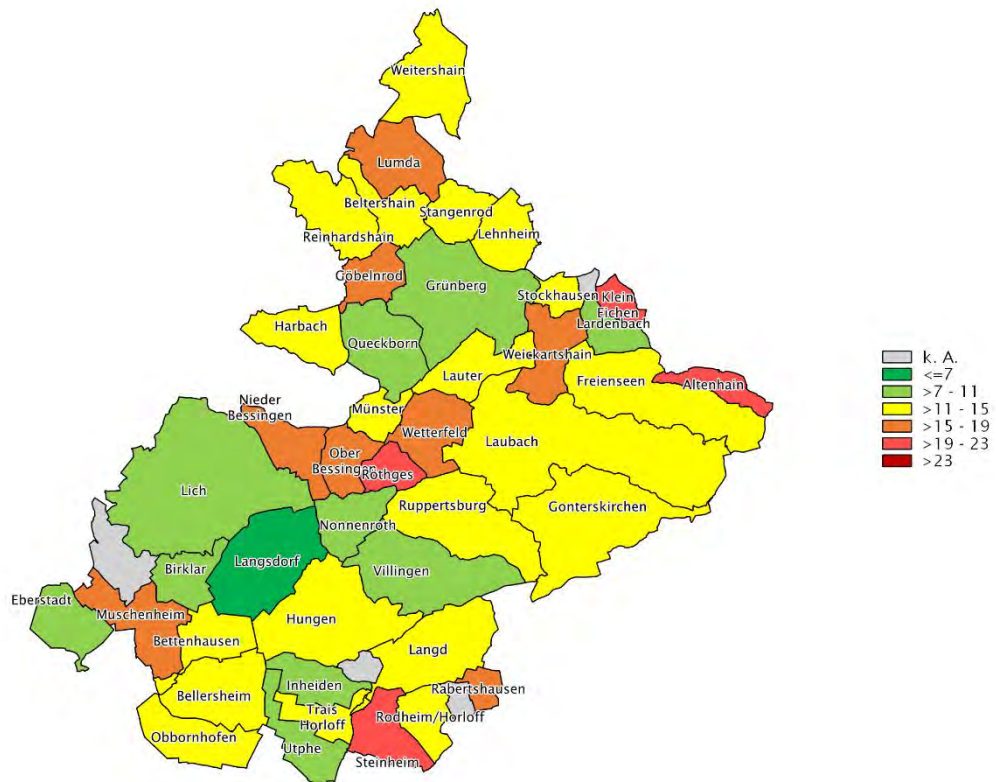 Weitershain
Lumda
Beltershain
Stangenrod
Reinhardshain
Lehnheim
Göbelnrod
Grünberg
Stockhausen
Klein
Eichen
Lardenbach
Harbach
Queckborn
Weickartshain
Lauter
Freienseen
Altenhain
Nieder
Bessingen
Münster
Wetterfeld
Laubach
Ober
Bessingen
Röthges
Lich
Ruppertsburg
Gonterskirchen
Nonnenroth
Langsdorf
Birklar
Villingen
Eberstadt
Muschenheim
Hungen
Bettenhausen
Langd
Inheiden
Rabertshausen
Bellersheim
Trais
Horloff
Rodheim/Horloff
Obbornhofen
Utphe
Steinheim
k. A.
<=7
>7 - 11
>11 - 15
>15 - 19
>19 - 23
>23